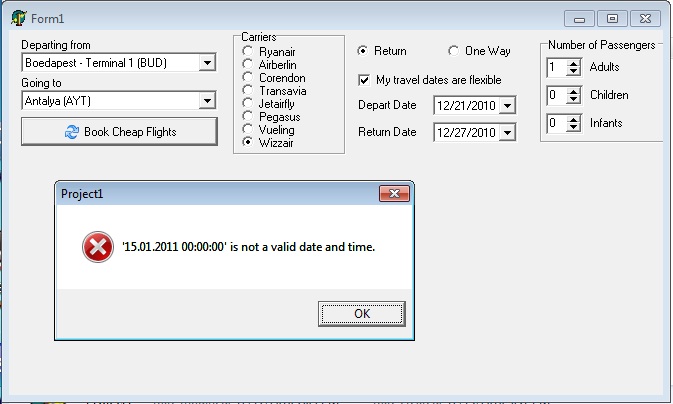 Form1
Departing from
Boedapest - Terminal 1 (BUD)
Going to
Antalya (AYT)
Book Cheap Flights
Carriers
Ryanair
Airberlin
Corendon
Transavia
Jetairfly
Pegasus
Vueling
Wizzair
Return One Way
My travel dates are flexible
Depart Date 12/21/2010
Return Date 12/27/2010
Number of Passengers
1 Adults
0 Children
0 Infants
Project1
'15.01.2011 00:00:00' is not a valid date and time.
OK